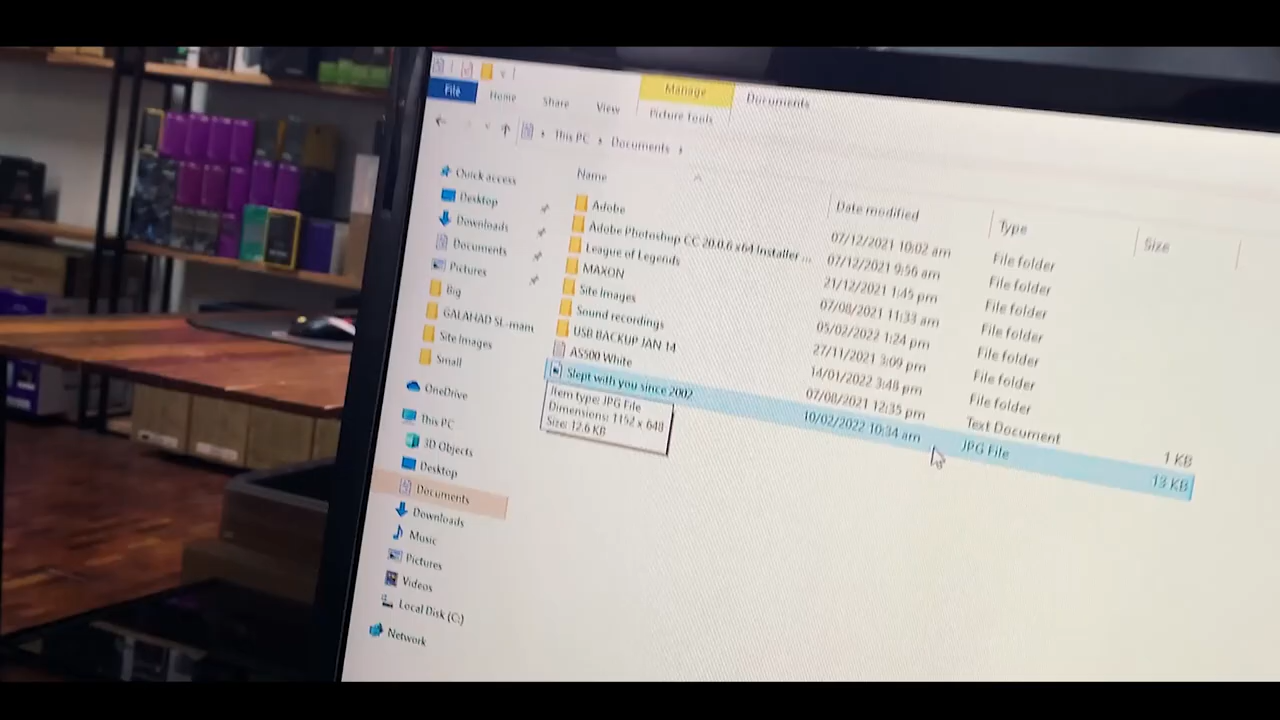 File
Home
Share
View
Manage
Picture Tools
Documents
This PC
Documents
Quick access
Desktop
Downloads
Documents
Pictures
Big
GALAHAD SL-manu
Site Images
Small
OneDrive
This PC
3D Objects
Desktop
Documents
Downloads
Music
Pictures
Videos
Local Disk (C:)
Network
Name Date modified Type Size
Adobe 07/12/2021 10:02 am File folder
Adobe Photoshop CC 20.0.6 x64 Installer ... 07/12/2021 9:56 am File folder
League of Legends 21/12/2021 1:45 pm File folder
MAXON 07/08/2021 11:33 am File folder
Site Images 05/02/2022 1:24 pm File folder
Sound recordings 27/11/2021 3:09 pm File folder
USB BACKUP JAN 14 14/01/2022 3:48 pm File folder
A5500 White 07/08/2021 12:35 pm Text Document 1 KB
Slept with you since 2002 10/02/2022 10:34 am JPG File 13 KB
Item type: JPG File
Dimensions: 1152 x 648
Size: 12.6 KB